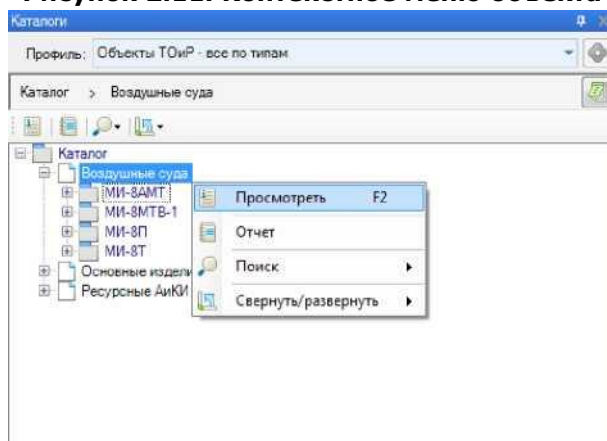 Рисунок 2.11. Контекстное меню объекта
Каталоги
Профиль: Объекты ТОиР - все по типам
Каталог > Воздушные суда
Каталог
Воздушные суда
МИ-8АМТ
МИ-8МТВ-1
МИ-8П
МИ-8Т
Основные издели
Ресурсные АиКИ
Просмотреть F2
Отчет
Поиск
Свернуть/развернуть